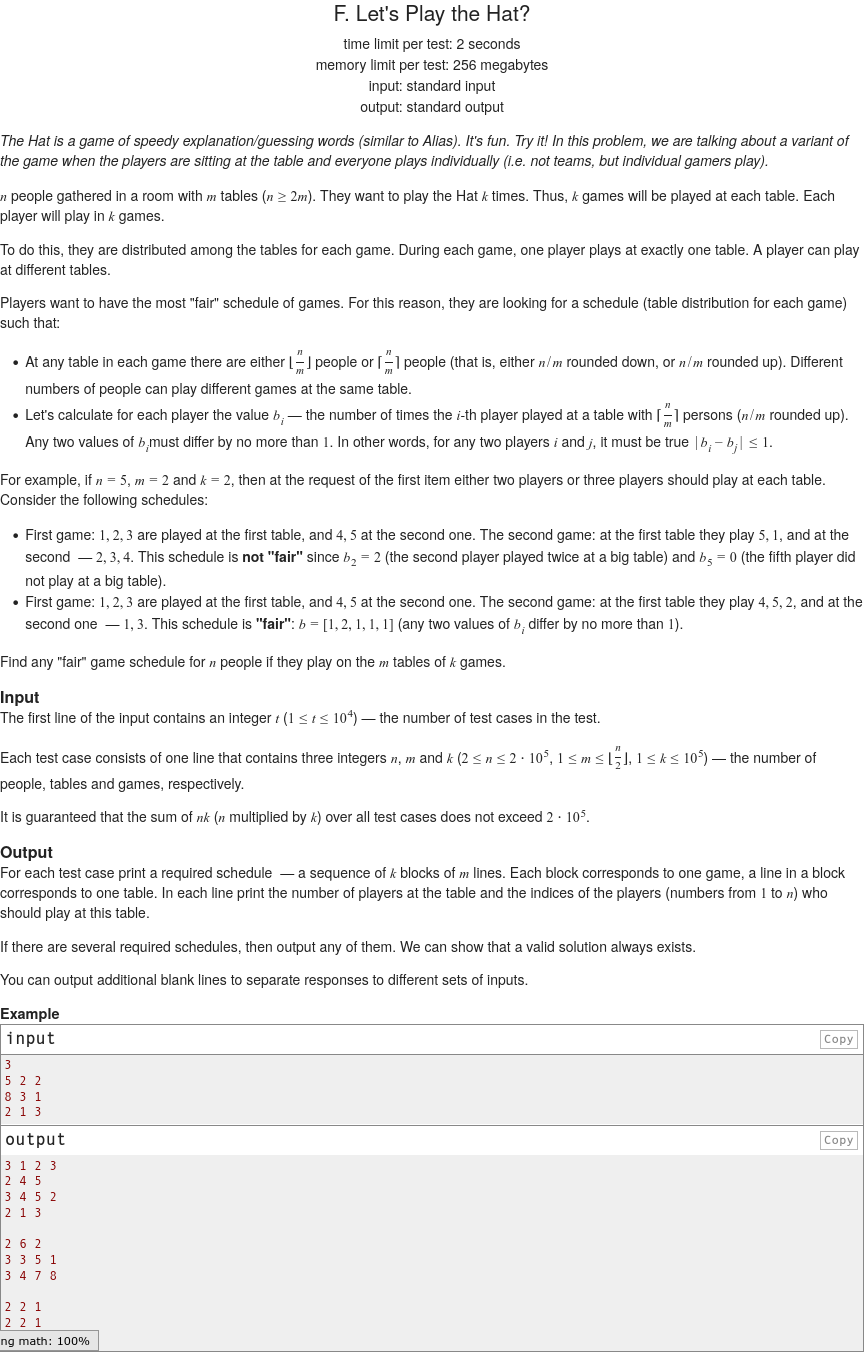 F. Let's Play the Hat?
time limit per test: 2 seconds
memory limit per test: 256 megabytes
input: standard input
output: standard output
The Hat is a game of speedy explanation/guessing words (similar to Alias). It's fun. Try it! In this problem, we are talking about a variant of
the game when the players are sitting at the table and everyone plays individually (i.e. not teams, but individual gamers play).
n people gathered in a room with m tables (n ≥ 2m). They want to play the Hat k times. Thus, k games will be played at each table. Each
player will play in k games.
To do this, they are distributed among the tables for each game. During each game, one player plays at exactly one table. A player can play
at different tables.
Players want to have the most "fair" schedule of games. For this reason, they are looking for a schedule (table distribution for each game)
such that:
• At any table in each game there are either ⌊n/m⌋ people or ⌈n/m⌉ people (that is, either n/m rounded down, or n/m rounded up). Different
numbers of people can play different games at the same table.
• Let's calculate for each player the value b_i — the number of times the i-th player played at a table with ⌈n/m⌉ persons (n/m rounded up).
Any two values of b_i must differ by no more than 1. In other words, for any two players i and j, it must be true |b_i − b_j| ≤ 1.
For example, if n = 5, m = 2 and k = 2, then at the request of the first item either two players or three players should play at each table.
Consider the following schedules:
• First game: 1, 2, 3 are played at the first table, and 4, 5 at the second one. The second game: at the first table they play 5, 1, and at the
second — 2, 3, 4. This schedule is not "fair" since b_2 = 2 (the second player played twice at a big table) and b_5 = 0 (the fifth player did
not play at a big table).
• First game: 1, 2, 3 are played at the first table, and 4, 5 at the second one. The second game: at the first table they play 4, 5, 2, and at the
second one — 1, 3. This schedule is "fair": b = [1, 2, 1, 1, 1] (any two values of b_i differ by no more than 1).
Find any "fair" game schedule for n people if they play on the m tables of k games.
Input
The first line of the input contains an integer t (1 ≤ t ≤ 10^4) — the number of test cases in the test.
Each test case consists of one line that contains three integers n, m and k (2 ≤ n ≤ 2 · 10^5, 1 ≤ m ≤ ⌊n/2⌋, 1 ≤ k ≤ 10^5) — the number of
people, tables and games, respectively.
It is guaranteed that the sum of nk (n multiplied by k) over all test cases does not exceed 2 · 10^5.
Output
For each test case print a required schedule — a sequence of k blocks of m lines. Each block corresponds to one game, a line in a block
corresponds to one table. In each line print the number of players at the table and the indices of the players (numbers from 1 to n) who
should play at this table.
If there are several required schedules, then output any of them. We can show that a valid solution always exists.
You can output additional blank lines to separate responses to different sets of inputs.
Example
input Copy
3
5 2 2
8 3 1
2 1 3
output Copy
3 1 2 3
2 4 5
3 4 5 2
2 1 3
2 6 2
3 3 5 1
3 4 7 8
2 2 1
2 2 1
ng math: 100%